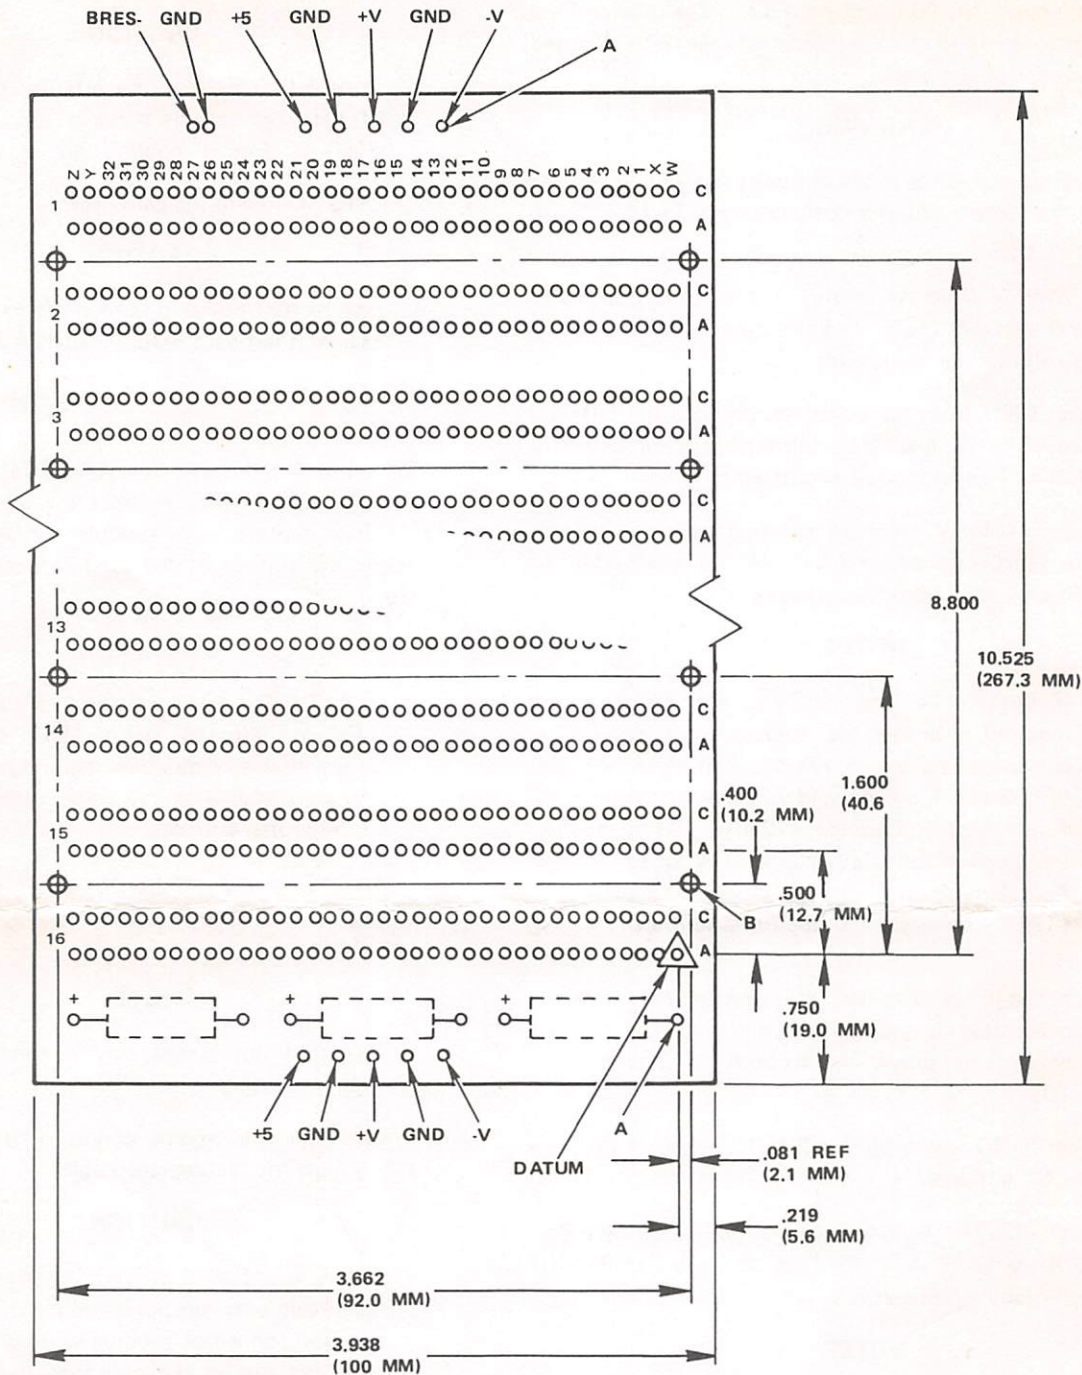 BRES- GND +5 GND +V GND -V
A
Z Y 32 31 30 29 28 27 26 25 24 23 22 21 20 19 18 17 16 15 14 13 12 11 10 9 8 7 6 5 4 3 2 1 X W
C
1
A
C
2
A
C
3
A
C
A
13
8.800
10.525
(267.3 MM)
C
14
A
1.600
(40.6
.400
(10.2 MM)
C
15
A
.500
(12.7 MM)
B
C
16
A
.750
(19.0 MM)
+ + +
+5 GND +V GND -V
A
DATUM
.081 REF
(2.1 MM)
.219
(5.6 MM)
3.662
(92.0 MM)
3.938
(100 MM)